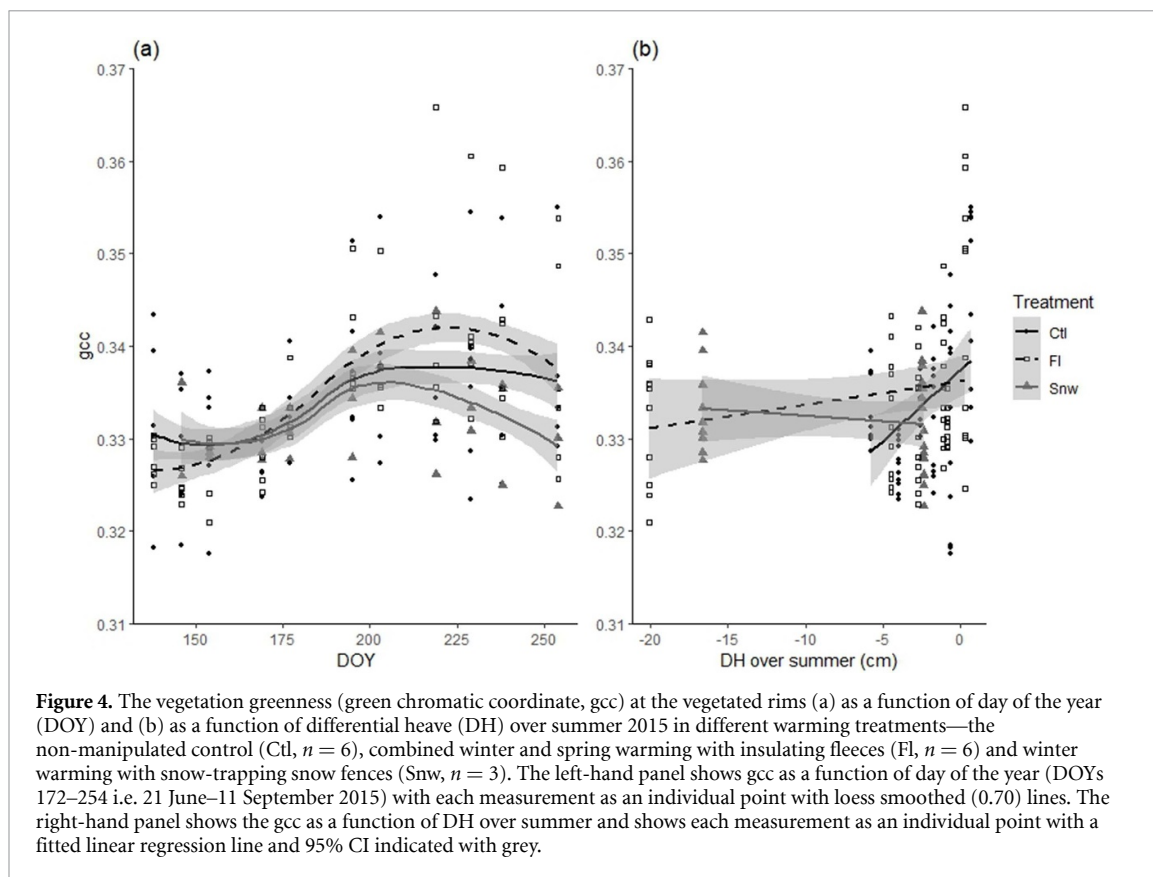 (a)
(b)
0.37
0.36
0.35
0.34
0.33
0.32
0.31
gcc
150 175 200 225 250
DOY
0.37
0.36
0.35
0.34
0.33
0.32
0.31
-20 -15 -10 -5 0
DH over summer (cm)
Treatment
Ctl
Fl
Snw
Figure 4. The vegetation greenness (green chromatic coordinate, gcc) at the vegetated rims (a) as a function of day of the year
(DOY) and (b) as a function of differential heave (DH) over summer 2015 in different warming treatments—the
non-manipulated control (Ctl, n = 6), combined winter and spring warming with insulating fleeces (Fl, n = 6) and winter
warming with snow-trapping snow fences (Snw, n = 3). The left-hand panel shows gcc as a function of day of the year (DOYs
172–254 i.e. 21 June–11 September 2015) with each measurement as an individual point with loess smoothed (0.70) lines. The
right-hand panel shows the gcc as a function of DH over summer and shows each measurement as an individual point with a
fitted linear regression line and 95% CI indicated with grey.